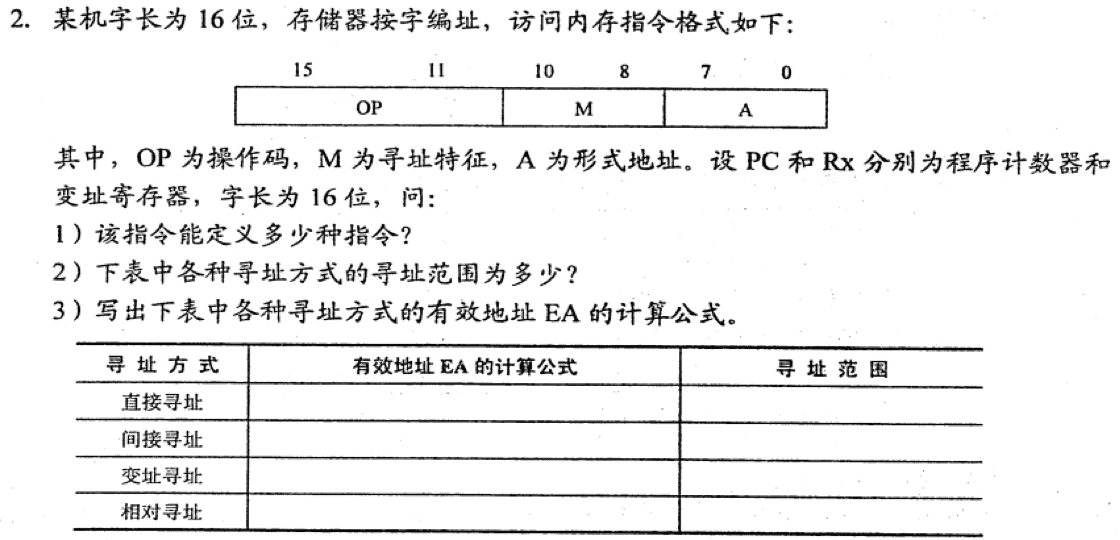 2. 某机字长为 16 位，存储器按字编址，访问内存指令格式如下：
15 11 10 8 7 0
OP M A
其中，OP 为操作码，M 为寻址特征，A 为形式地址。设 PC 和 Rx 分别为程序计数器和
变址寄存器，字长为 16 位，问：
1）该指令能定义多少种指令？
2）下表中各种寻址方式的寻址范围为多少？
3）写出下表中各种寻址方式的有效地址 EA 的计算公式。
寻址方式 有效地址 EA 的计算公式 寻址范围
直接寻址
间接寻址
变址寻址
相对寻址